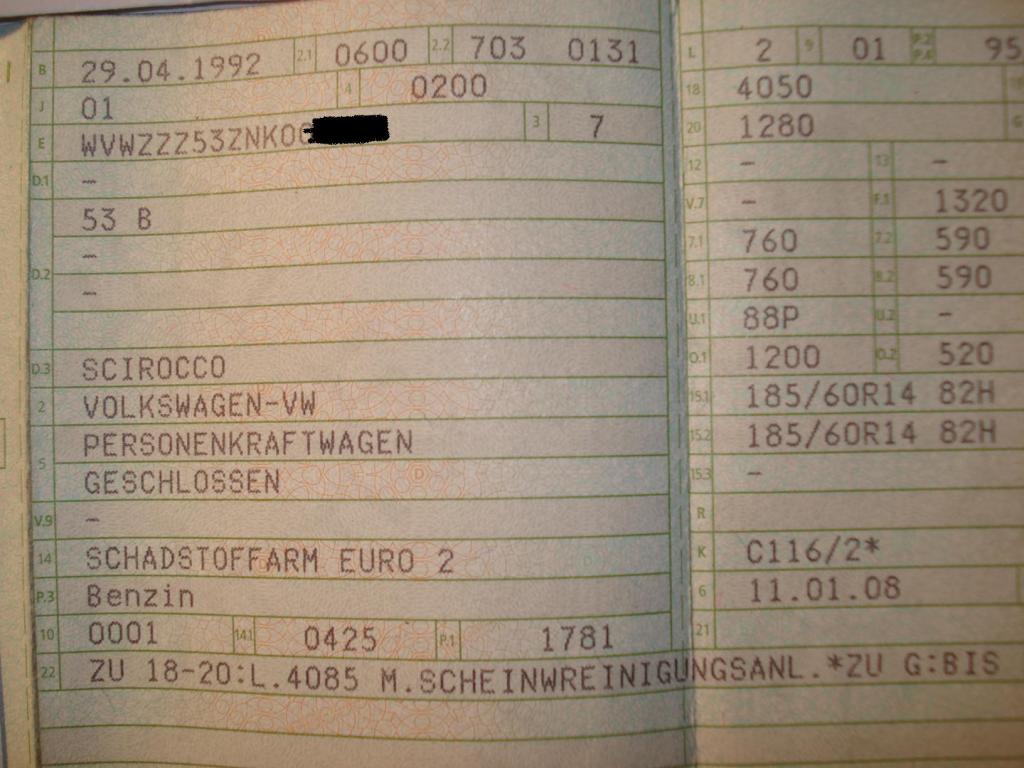 B 29.04.1992 2.1 0600 2.2 703 0131 L 2 9 01 P.2 P.4 95
J 01 4 0200 18 4050
E WVWZZZ53ZNK0 3 7 20 1280 G
D.1 – 12 – 13 –
53 B V.7 – F.1 1320
D.2 – 7.1 760 7.2 590
– 8.1 760 8.2 590
U.1 88P U.2 –
D.3 SCIROCCO O.1 1200 O.2 520
2 VOLKSWAGEN-VW 15.1 185/60R14 82H
5 PERSONENKRAFTWAGEN 15.2 185/60R14 82H
GESCHLOSSEN 15.3 –
V.9 – R
14 SCHADSTOFFARM EURO 2 K C116/2*
P.3 Benzin 6 11.01.08
10 0001 14.1 0425 P.1 1781 21
22 ZU 18-20:L.4085 M.SCHEINWREINIGUNGSANL.*ZU G:BIS